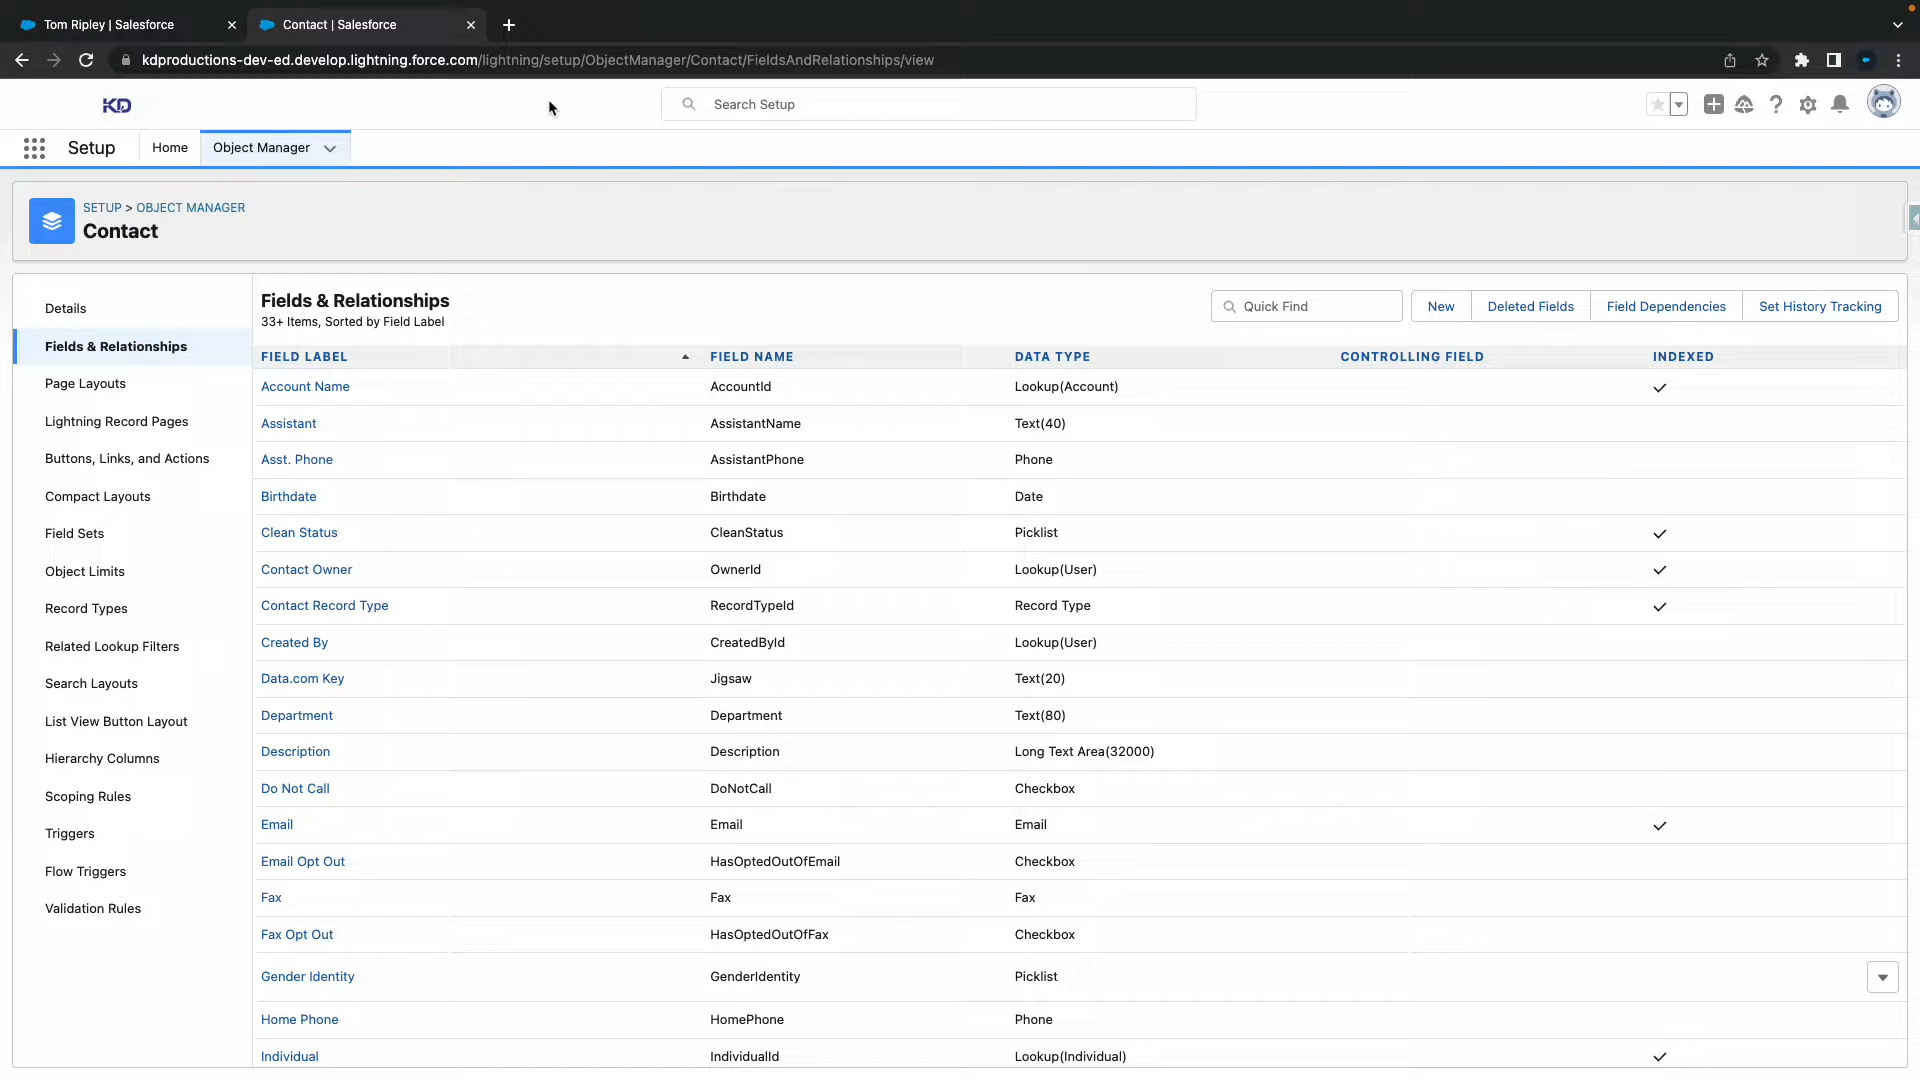 Tom Ripley | Salesforce
Contact | Salesforce
kdproductions-dev-ed.develop.lightning.force.com/lightning/setup/ObjectManager/Contact/FieldsAndRelationships/view
KD
Search Setup
Setup Home Object Manager
SETUP > OBJECT MANAGER
Contact
Details
Fields & Relationships
Page Layouts
Lightning Record Pages
Buttons, Links, and Actions
Compact Layouts
Field Sets
Object Limits
Record Types
Related Lookup Filters
Search Layouts
List View Button Layout
Hierarchy Columns
Scoping Rules
Triggers
Flow Triggers
Validation Rules
Fields & Relationships
33+ Items, Sorted by Field Label
Quick Find New Deleted Fields Field Dependencies Set History Tracking
FIELD LABEL FIELD NAME DATA TYPE CONTROLLING FIELD INDEXED
Account Name AccountId Lookup(Account)
Assistant AssistantName Text(40)
Asst. Phone AssistantPhone Phone
Birthdate Birthdate Date
Clean Status CleanStatus Picklist
Contact Owner OwnerId Lookup(User)
Contact Record Type RecordTypeId Record Type
Created By CreatedById Lookup(User)
Data.com Key Jigsaw Text(20)
Department Department Text(80)
Description Description Long Text Area(32000)
Do Not Call DoNotCall Checkbox
Email Email Email
Email Opt Out HasOptedOutOfEmail Checkbox
Fax Fax Fax
Fax Opt Out HasOptedOutOfFax Checkbox
Gender Identity GenderIdentity Picklist
Home Phone HomePhone Phone
Individual IndividualId Lookup(Individual)